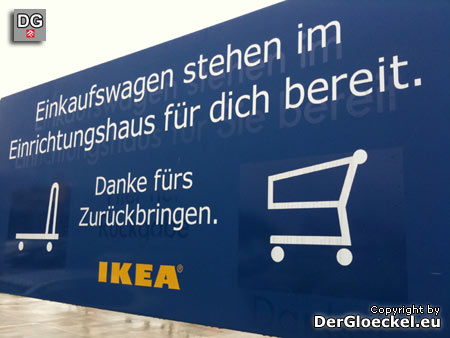 DG
Einkaufswagen stehen im
Einrichtungshaus für dich bereit.
Danke fürs
Zurückbringen.
IKEA®
Copyright by
DerGloeckel.eu